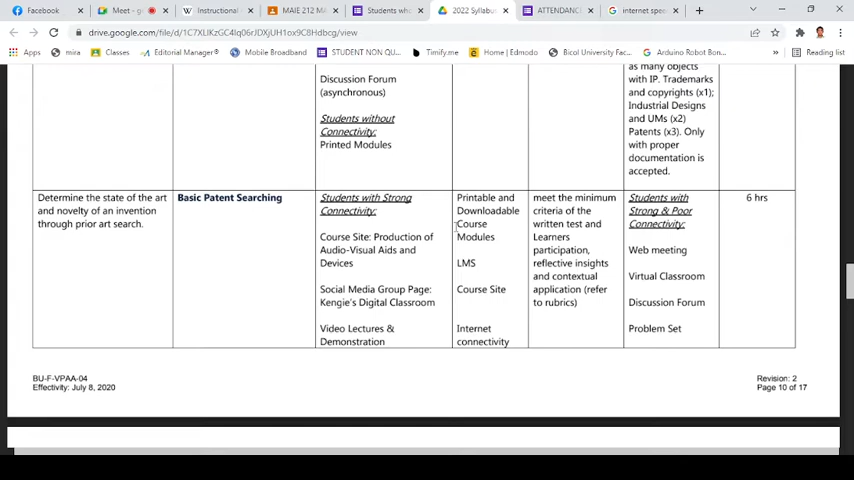 Facebook
Meet - g
Instructional
MAIE 212 MA
Students who
2022 Syllabu
ATTENDANC
internet spee
drive.google.com/file/d/1C7XLIKzGC4lq06rJDXjUH1ox9C8Hdbcg/view
Apps
mira
Classes
Editorial Manager®
Mobile Broadband
STUDENT NON QU...
Timify.me
Home | Edmodo
Bicol University Fac...
Arduino Robot Bon...
»
Reading list
Discussion Forum
(asynchronous)
Students without
Connectivity:
Printed Modules
as many objects
with IP. Trademarks
and copyrights (x1);
Industrial Designs
and UMs (x2)
Patents (x3). Only
with proper
documentation is
accepted.
Determine the state of the art
and novelty of an invention
through prior art search.
Basic Patent Searching
Students with Strong
Connectivity:
Course Site: Production of
Audio-Visual Aids and
Devices
Social Media Group Page:
Kengie's Digital Classroom
Video Lectures &
Demonstration
Printable and
Downloadable
Course
Modules
LMS
Course Site
Internet
connectivity
meet the minimum
criteria of the
written test and
Learners
participation,
reflective insights
and contextual
application (refer
to rubrics)
Students with
Strong & Poor
Connectivity:
Web meeting
Virtual Classroom
Discussion Forum
Problem Set
6 hrs
BU-F-VPAA-04
Effectivity: July 8, 2020
Revision: 2
Page 10 of 17